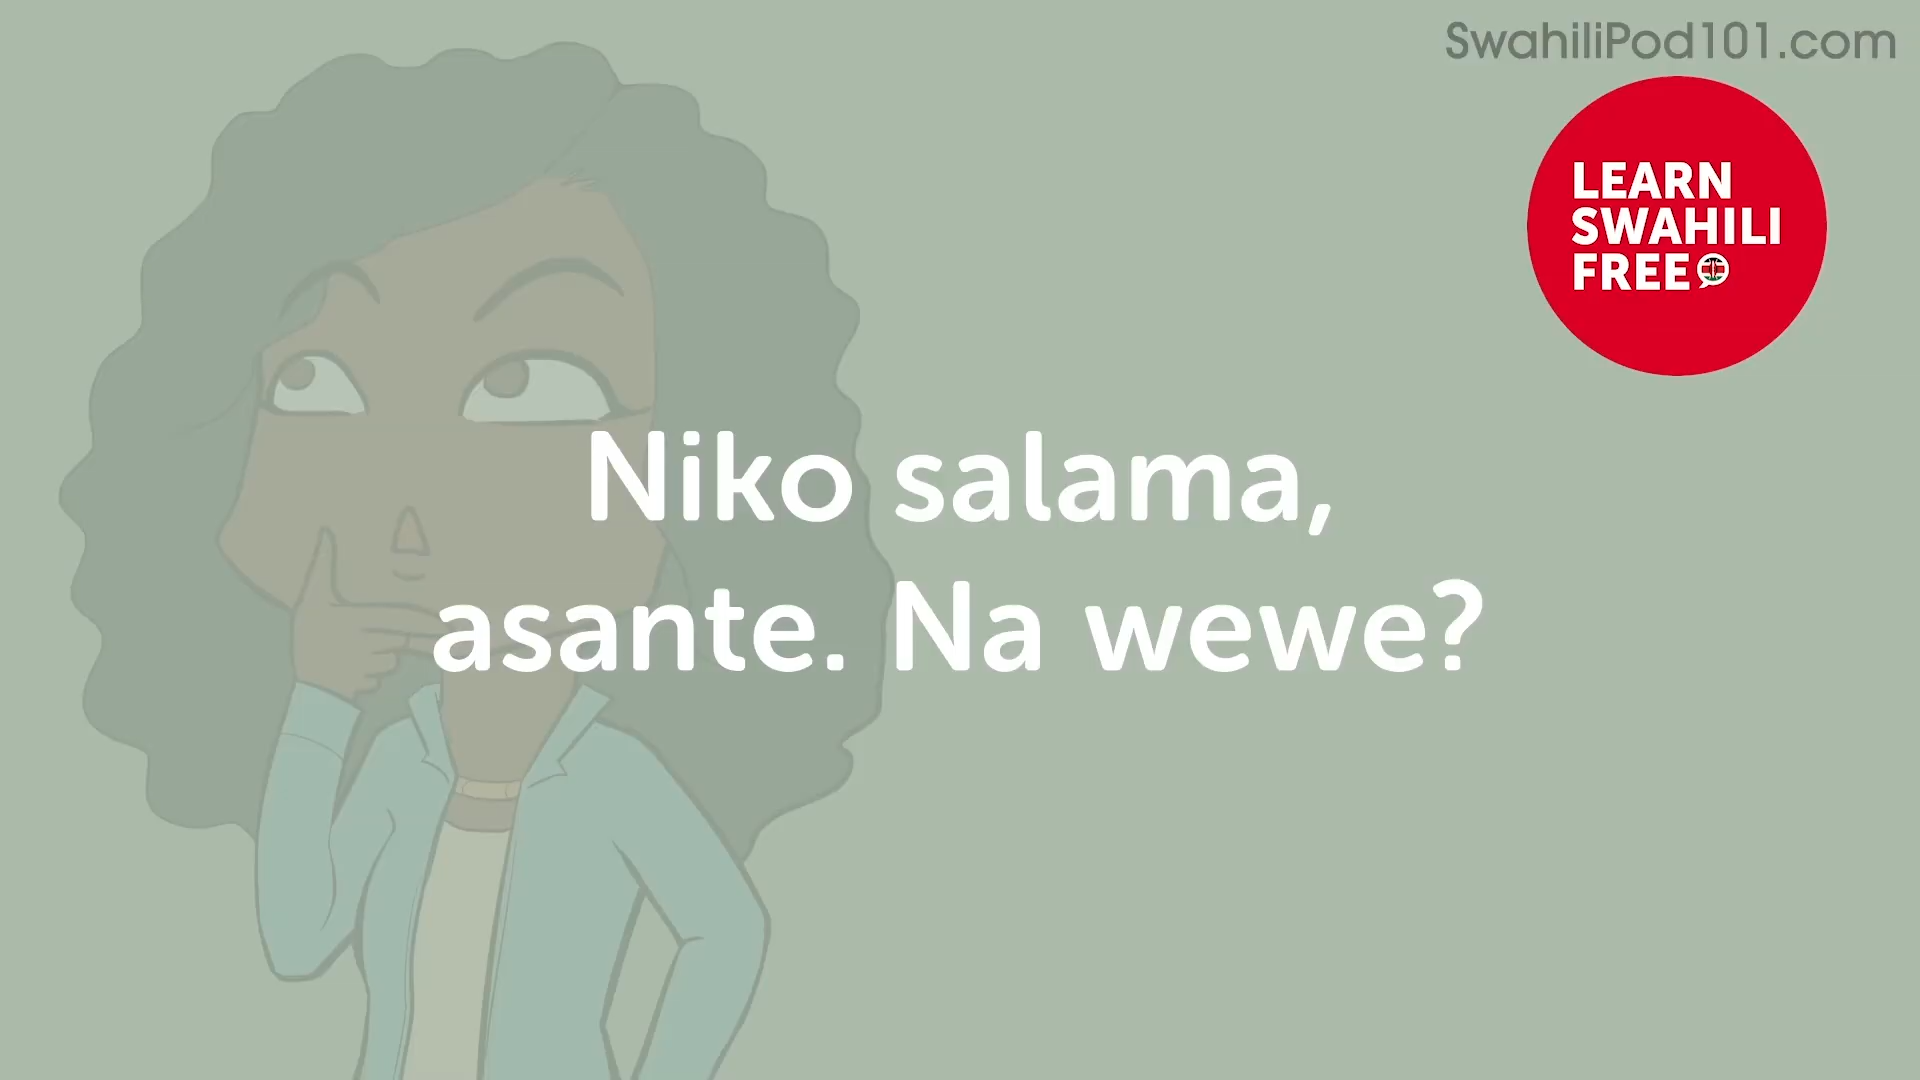 SwahiliPod101.com
LEARN
SWAHILI
FREE
Niko salama,
asante. Na wewe?